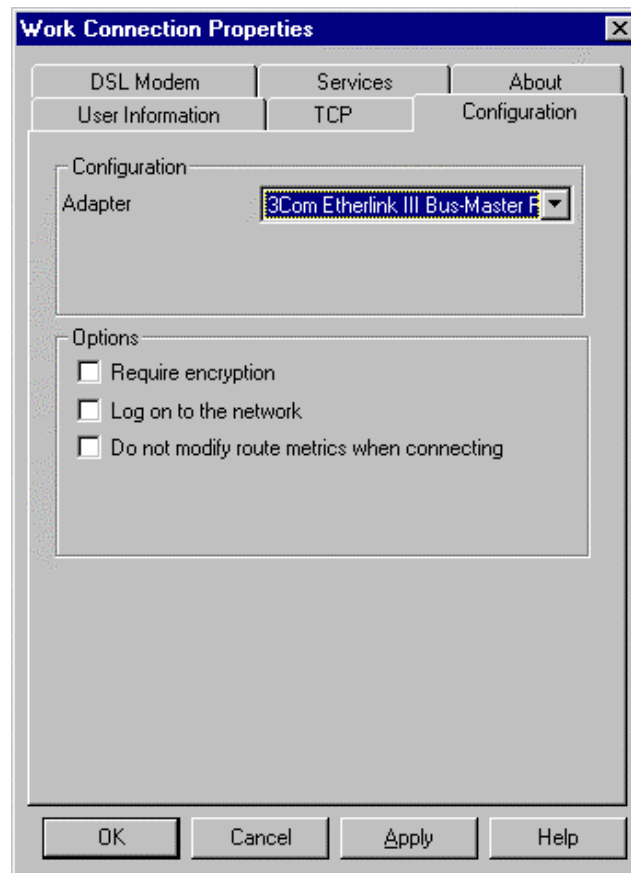 Work Connection Properties
DSL Modem Services About
User Information TCP Configuration
Configuration
Adapter 3Com Etherlink III Bus-Master
Options
Require encryption
Log on to the network
Do not modify route metrics when connecting
OK Cancel Apply Help